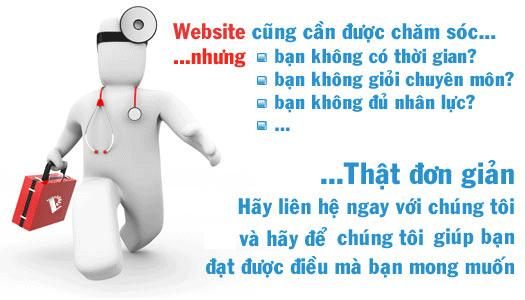 Website cũng cần được chăm sóc...
...nhưng bạn không có thời gian?
bạn không giỏi chuyên môn?
bạn không đủ nhân lực?
...
...Thật đơn giản
Hãy liên hệ ngay với chúng tôi
và hãy để chúng tôi giúp bạn
đạt được điều mà bạn mong muốn